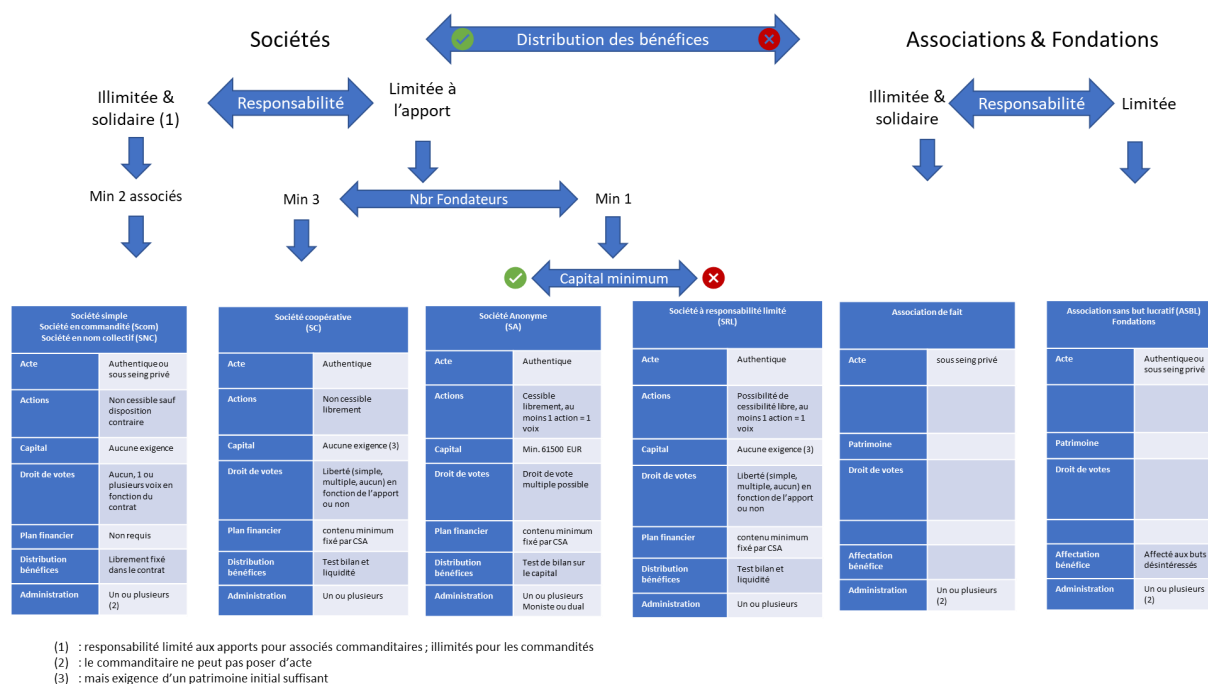 Sociétés
Distribution des bénéfices
Associations & Fondations
Illimitée &
solidaire (1)
Responsabilité
Limitée à
l’apport
Illimitée &
solidaire
Responsabilité
Limitée
Min 2 associés
Min 3
Nbr Fondateurs
Min 1
Capital minimum
Société simple
Société en commandité (Scom)
Société en nom collectif (SNC)
Acte
Authentique ou
sous seing privé
Actions
Non cessible sauf
disposition
contraire
Capital
Aucune exigence
Droit de votes
Aucun, 1 ou
plusieurs voix en
fonction du
contrat
Plan financier
Non requis
Distribution
bénéfices
Librement fixé
dans le contrat
Administration
Un ou plusieurs
(2)
Société coopérative
(SC)
Acte
Authentique
Actions
Non cessible
librement
Capital
Aucune exigence (3)
Droit de votes
Liberté (simple,
multiple, aucun) en
fonction de l’apport
ou non
Plan financier
contenu minimum
fixé par CSA
Distribution
bénéfices
Test bilan et
liquidité
Administration
Un ou plusieurs
Société Anonyme
(SA)
Acte
Authentique
Actions
Cessible
librement, au
moins 1 action = 1
voix
Capital
Min. 61500 EUR
Droit de votes
Droit de vote
multiple possible
Plan financier
contenu minimum
fixé par CSA
Distribution
bénéfices
Test de bilan sur
le capital
Administration
Un ou plusieurs
Moniste ou dual
Société à responsabilité limité
(SRL)
Acte
Authentique
Actions
Possibilité de
cessibilité libre, au
moins 1 action = 1
voix
Capital
Aucune exigence (3)
Droit de votes
Liberté (simple,
multiple, aucun) en
fonction de l’apport
ou non
Plan financier
contenu minimum
fixé par CSA
Distribution
bénéfices
Test bilan et
liquidité
Administration
Un ou plusieurs
Association de fait
Acte
sous seing privé
Patrimoine
Droit de votes
Affectation
bénéfice
Administration
Un ou plusieurs
(2)
Association sans but lucratif (ASBL)
Fondations
Acte
Authentique ou
sous seing privé
Patrimoine
Droit de votes
Affectation
bénéfice
Affecté aux buts
désintéressés
Administration
Un ou plusieurs
(2)
(1) : responsabilité limité aux apports pour associés commanditaires ; illimités pour les commandités
(2) : le commanditaire ne peut pas poser d’acte
(3) : mais exigence d’un patrimoine initial suffisant